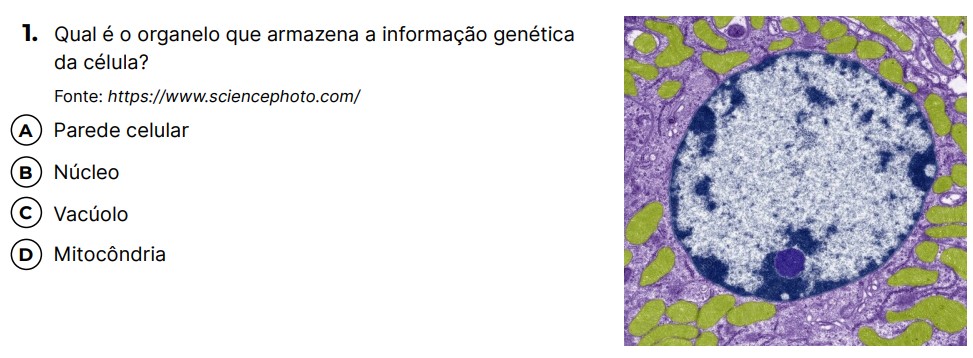 1. Qual é o organelo que armazena a informação genética
da célula?
Fonte: https://www.sciencephoto.com/
A Parede celular
B Núcleo
C Vacúolo
D Mitocôndria